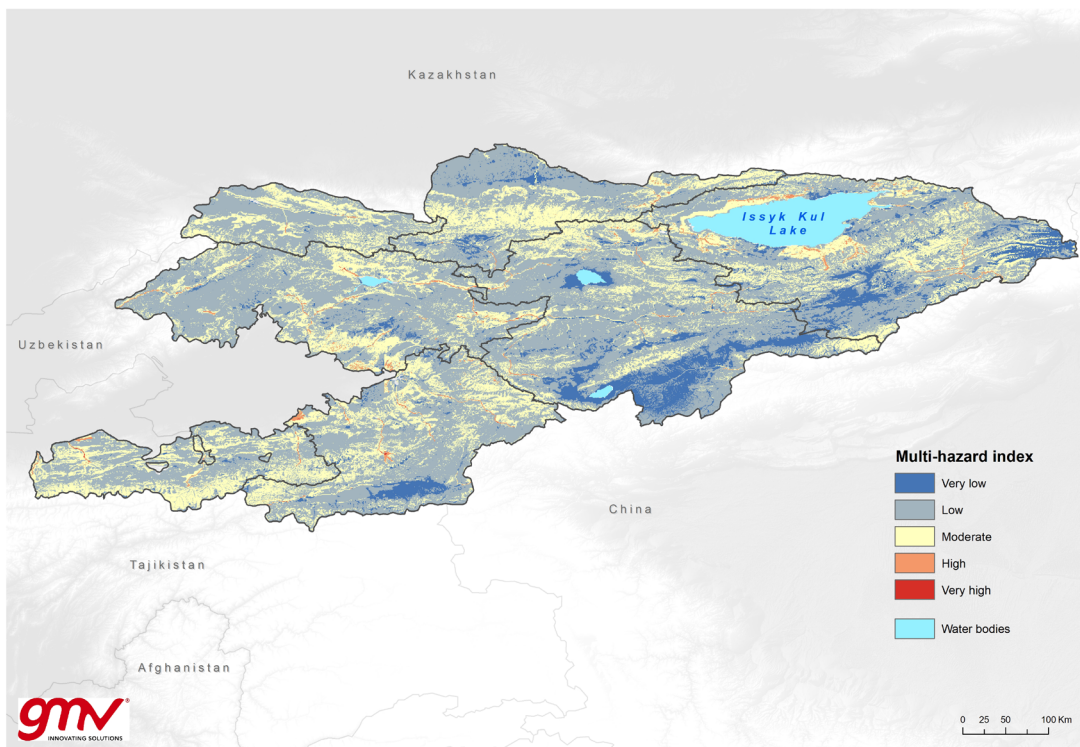 Kazakhstan
Issyk Kul
Lake
Uzbekistan
Multi-hazard index
Very low
Low
Moderate
High
Very high
Water bodies
China
Tajikistan
Afghanistan
gmv®
INNOVATING SOLUTIONS
0 25 50 100 Km